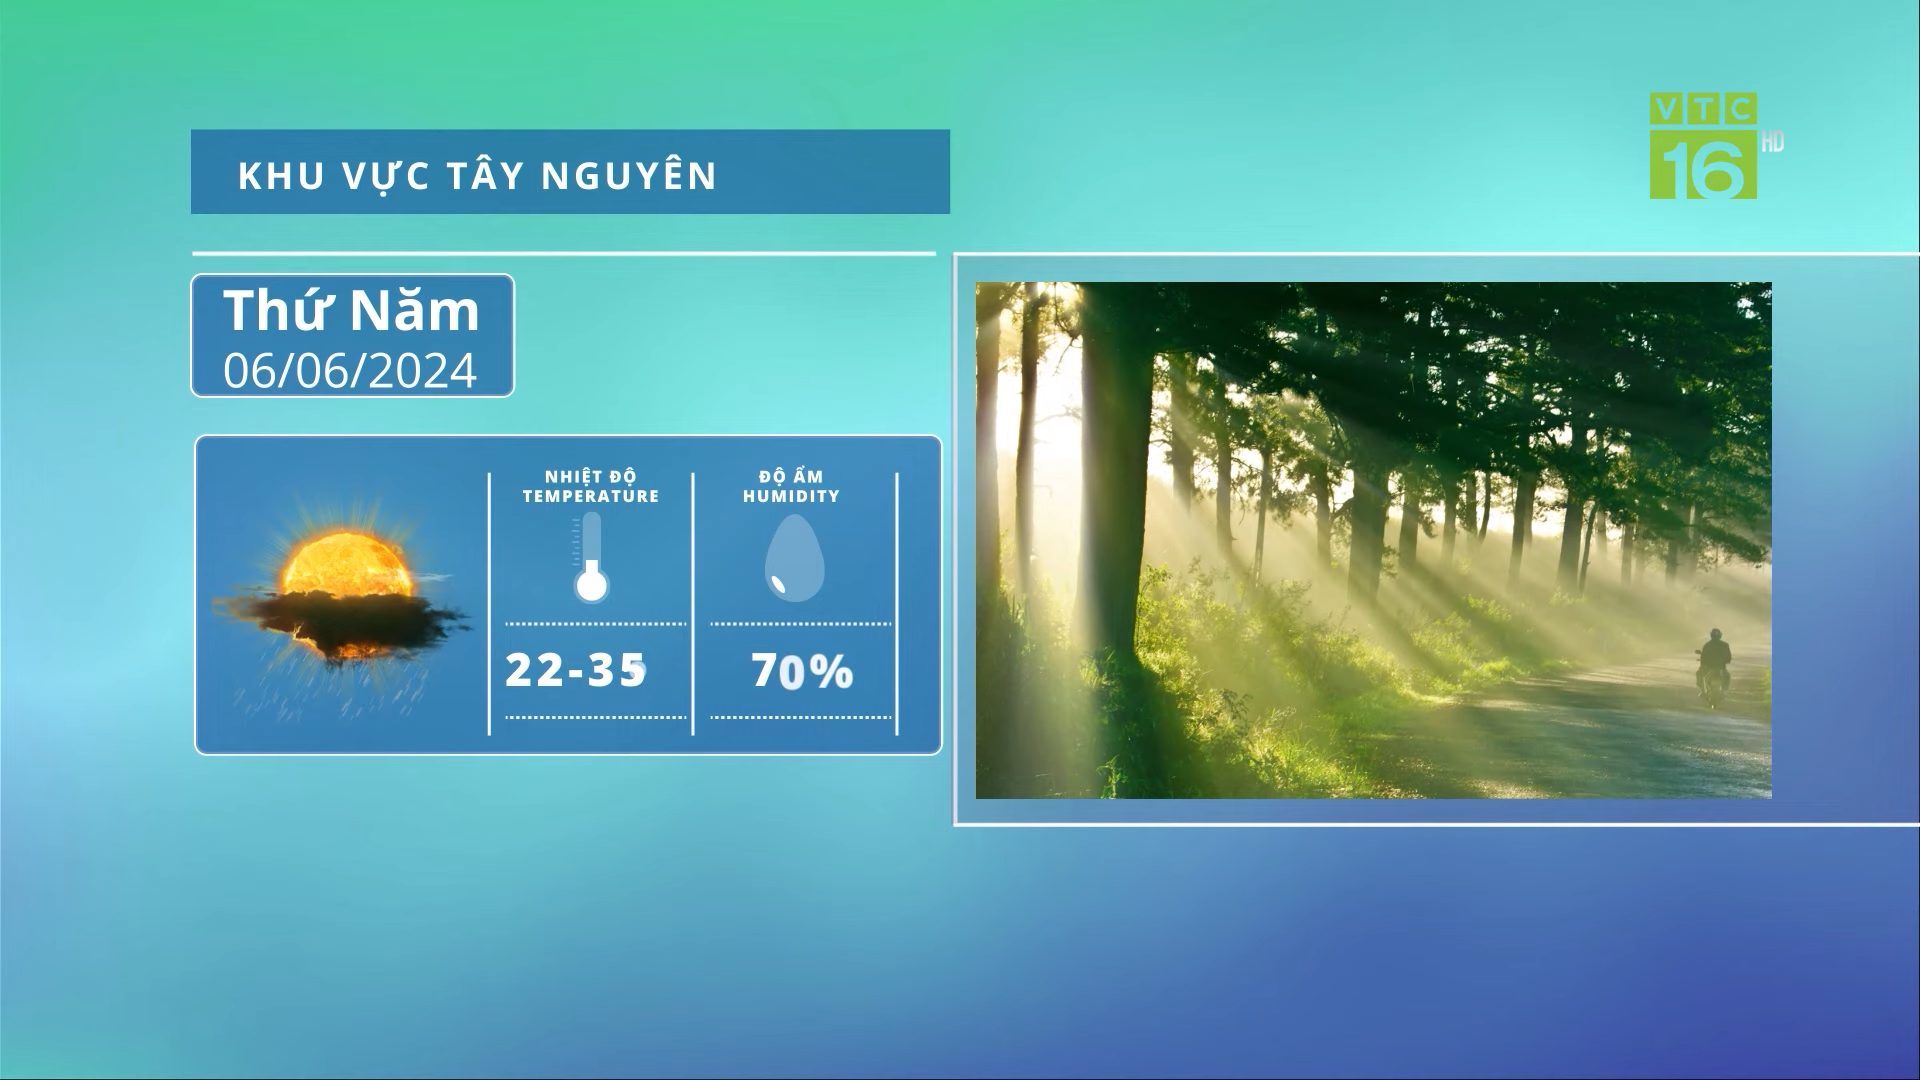 VTC
16 HD
KHU VỰC TÂY NGUYÊN
Thứ Năm
06/06/2024
NHIỆT ĐỘ
TEMPERATURE
22-35
ĐỘ ẨM
HUMIDITY
70%